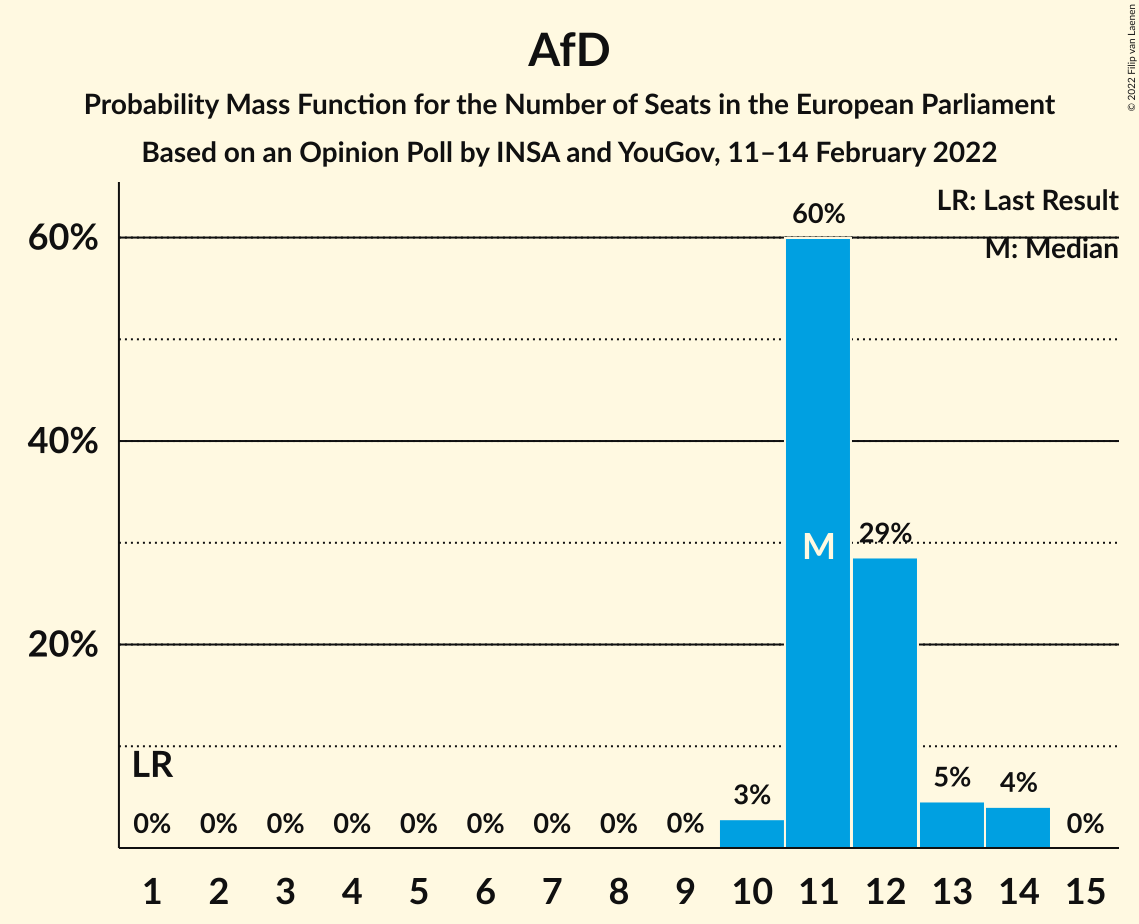 AfD
Probability Mass Function for the Number of Seats in the European Parliament
Based on an Opinion Poll by INSA and YouGov, 11–14 February 2022
© 2022 Filip van Laenen
LR: Last Result
M: Median
60%
40%
20%
60%
M
29%
LR
0% 0% 0% 0% 0% 0% 0% 0% 0% 3% 5% 4% 0%
1 2 3 4 5 6 7 8 9 10 11 12 13 14 15